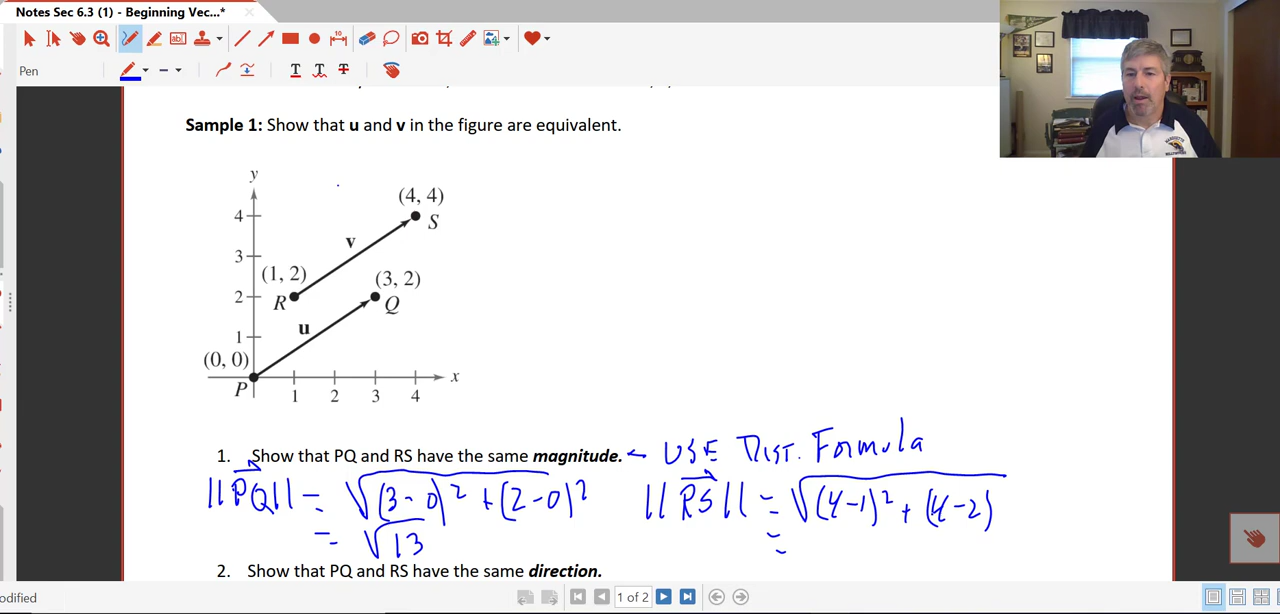 Notes Sec 6.3 (1) - Beginning Vec...*
Pen
Sample 1: Show that u and v in the figure are equivalent.
y
(4, 4)
4
S
v
3
(1, 2)
(3, 2)
2
R
Q
u
1
(0, 0)
x
P
1 2 3 4
1. Show that PQ and RS have the same magnitude. ← USE DIST. FORMULA
||PQ|| = √(3-0)² + (2-0)² ||RS|| = √(4-1)² + (4-2)
= √13 =
2. Show that PQ and RS have the same direction.
odified
1 of 2